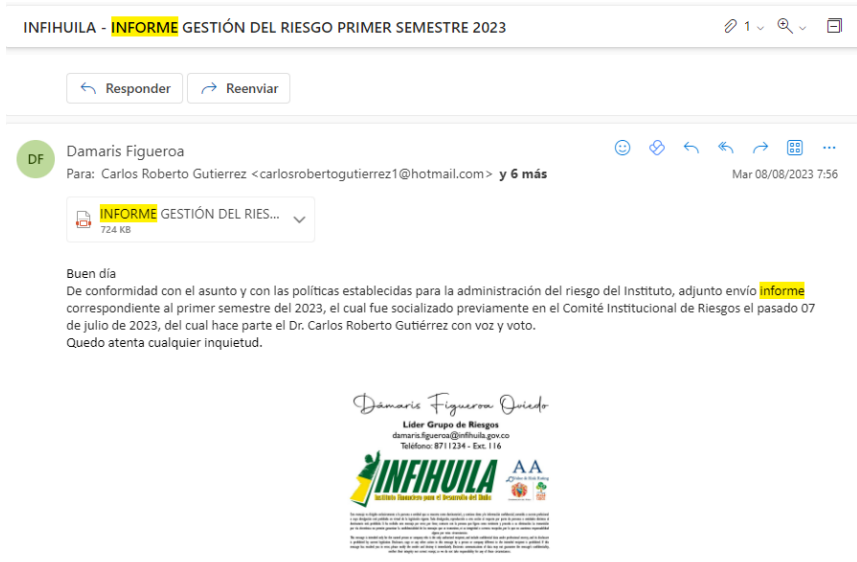 INFIHUILA - INFORME GESTIÓN DEL RIESGO PRIMER SEMESTRE 2023
1
Responder
Reenviar
DF
Damaris Figueroa
Para: Carlos Roberto Gutierrez <carlosrobertogutierrez1@hotmail.com> y 6 más
Mar 08/08/2023 7:56
INFORME GESTIÓN DEL RIES...
724 KB
Buen día
De conformidad con el asunto y con las políticas establecidas para la administración del riesgo del Instituto, adjunto envío informe
correspondiente al primer semestre del 2023, el cual fue socializado previamente en el Comité Institucional de Riesgos el pasado 07
de julio de 2023, del cual hace parte el Dr. Carlos Roberto Gutiérrez con voz y voto.
Quedo atenta cualquier inquietud.
Dámaris Figueroa Oviedo
Lider Grupo de Riesgos
damaris.figueroa@infihuila.gov.co
Teléfono: 8711234 - Ext. 116
INFIHUILA
Instituto Financiero para el Desarrollo del Huila
AA